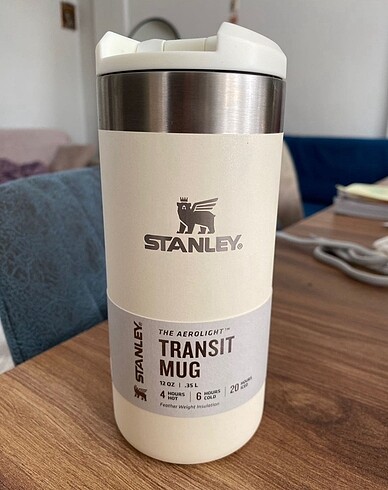 STANLEY®
THE AEROLIGHT™
TRANSIT
MUG
12 OZ | .35 L
4 HOURS HOT | 6 HOURS COLD | 20 HOURS ICED
Feather Weight Insulation
STANLEY